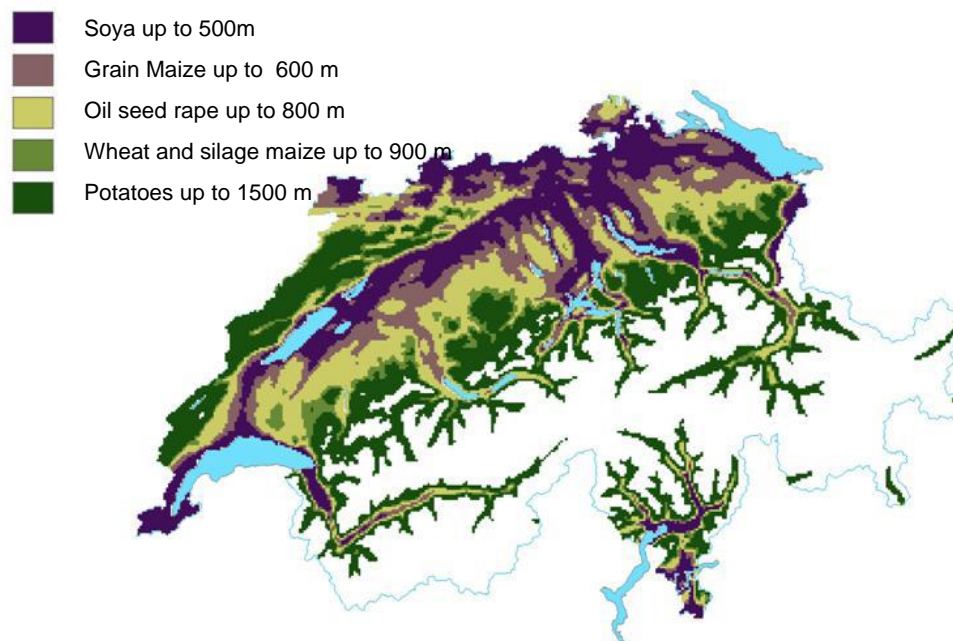 Soya up to 500m
Grain Maize up to  600 m
Oil seed rape up to 800 m
Wheat and silage maize up to 900 m
Potatoes up to 1500 m